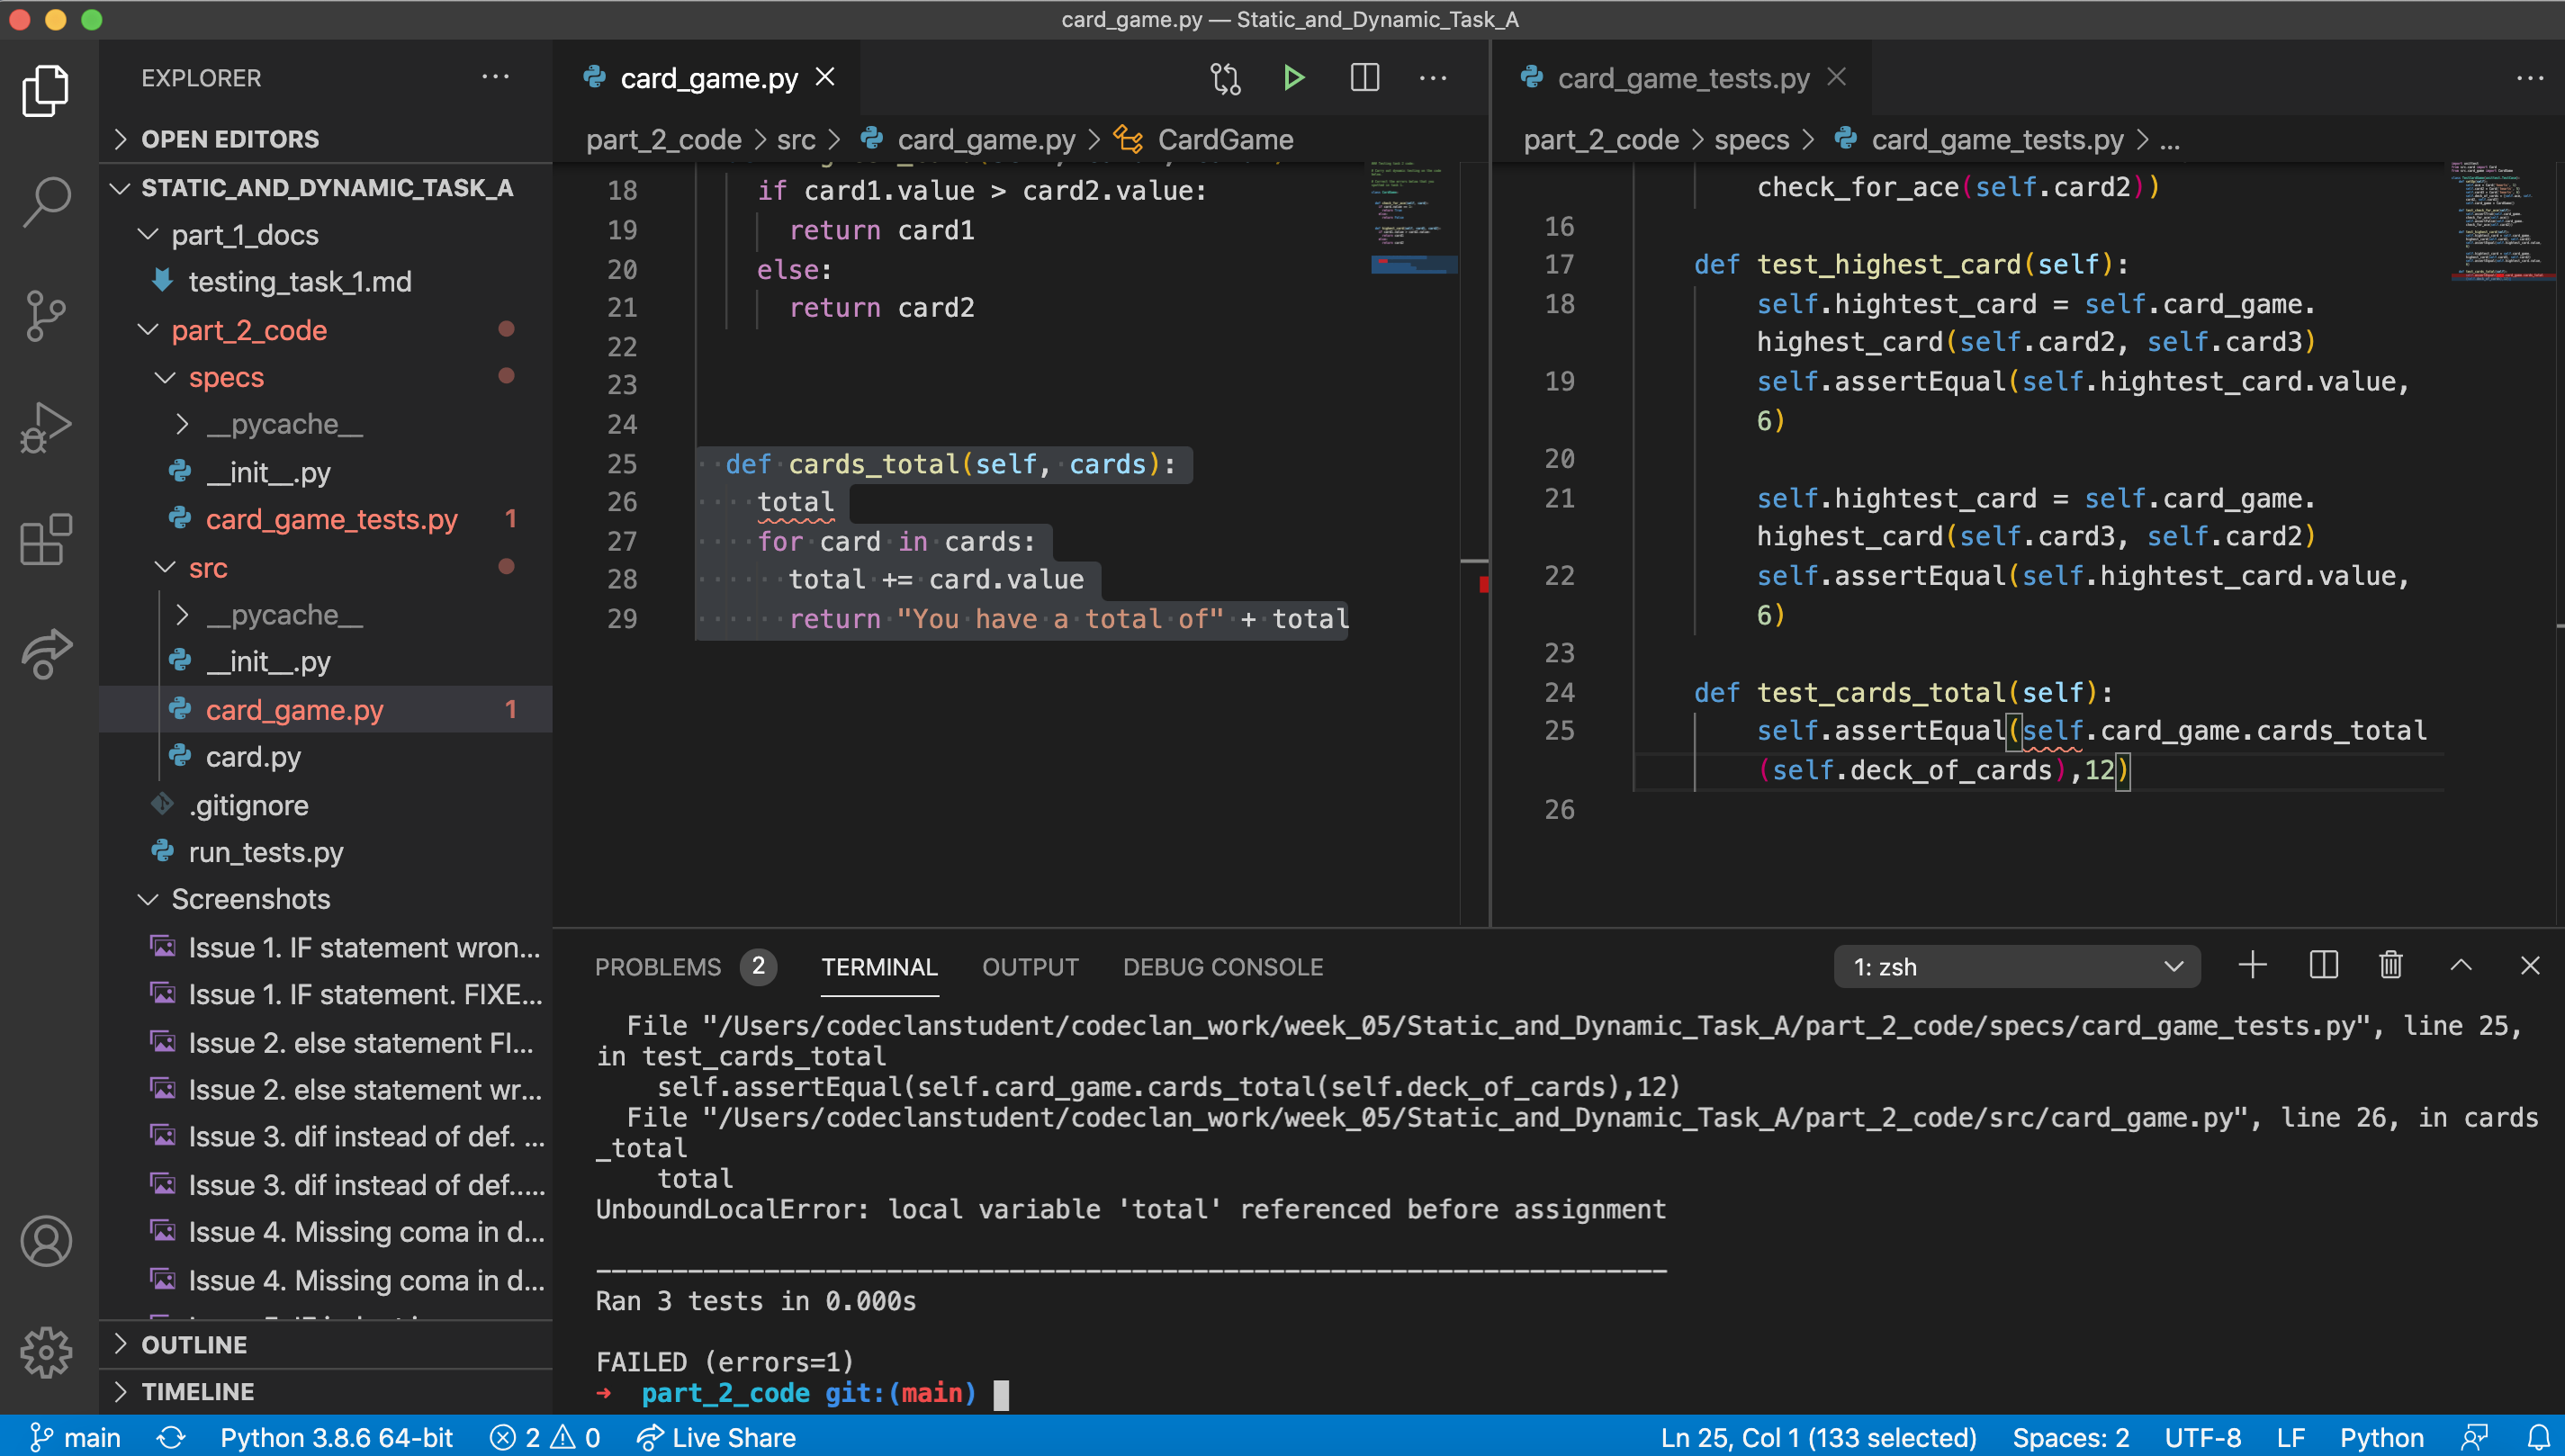 card_game.py — Static_and_Dynamic_Task_A
EXPLORER
OPEN EDITORS
STATIC_AND_DYNAMIC_TASK_A
part_1_docs
testing_task_1.md
part_2_code
specs
__pycache__
__init__.py
card_game_tests.py 1
src
__pycache__
__init__.py
card_game.py 1
card.py
.gitignore
run_tests.py
Screenshots
Issue 1. IF statement wron...
Issue 1. IF statement. FIXE...
Issue 2. else statement FI...
Issue 2. else statement wr...
Issue 3. dif instead of def. ...
Issue 3. dif instead of def.....
Issue 4. Missing coma in d...
Issue 4. Missing coma in d...
OUTLINE
TIMELINE
card_game.py
part_2_code > src > card_game.py > CardGame
18 if card1.value > card2.value:
19 return card1
20 else:
21 return card2
22
23
24
25 def cards_total(self, cards):
26 total
27 for card in cards:
28 total += card.value
29 return "You have a total of" + total
card_game_tests.py
part_2_code > specs > card_game_tests.py > ...
check_for_ace(self.card2))
16
17 def test_highest_card(self):
18 self.hightest_card = self.card_game.
highest_card(self.card2, self.card3)
19 self.assertEqual(self.hightest_card.value,
6)
20
21 self.hightest_card = self.card_game.
highest_card(self.card3, self.card2)
22 self.assertEqual(self.hightest_card.value,
6)
23
24 def test_cards_total(self):
25 self.assertEqual(self.card_game.cards_total
(self.deck_of_cards),12)
26
PROBLEMS 2 TERMINAL OUTPUT DEBUG CONSOLE 1: zsh
File "/Users/codeclanstudent/codeclan_work/week_05/Static_and_Dynamic_Task_A/part_2_code/specs/card_game_tests.py", line 25,
in test_cards_total
self.assertEqual(self.card_game.cards_total(self.deck_of_cards),12)
File "/Users/codeclanstudent/codeclan_work/week_05/Static_and_Dynamic_Task_A/part_2_code/src/card_game.py", line 26, in cards
_total
total
UnboundLocalError: local variable 'total' referenced before assignment
----------------------------------------------------------------------
Ran 3 tests in 0.000s
FAILED (errors=1)
➜ part_2_code git:(main)
main Python 3.8.6 64-bit 2 0 Live Share Ln 25, Col 1 (133 selected) Spaces: 2 UTF-8 LF Python